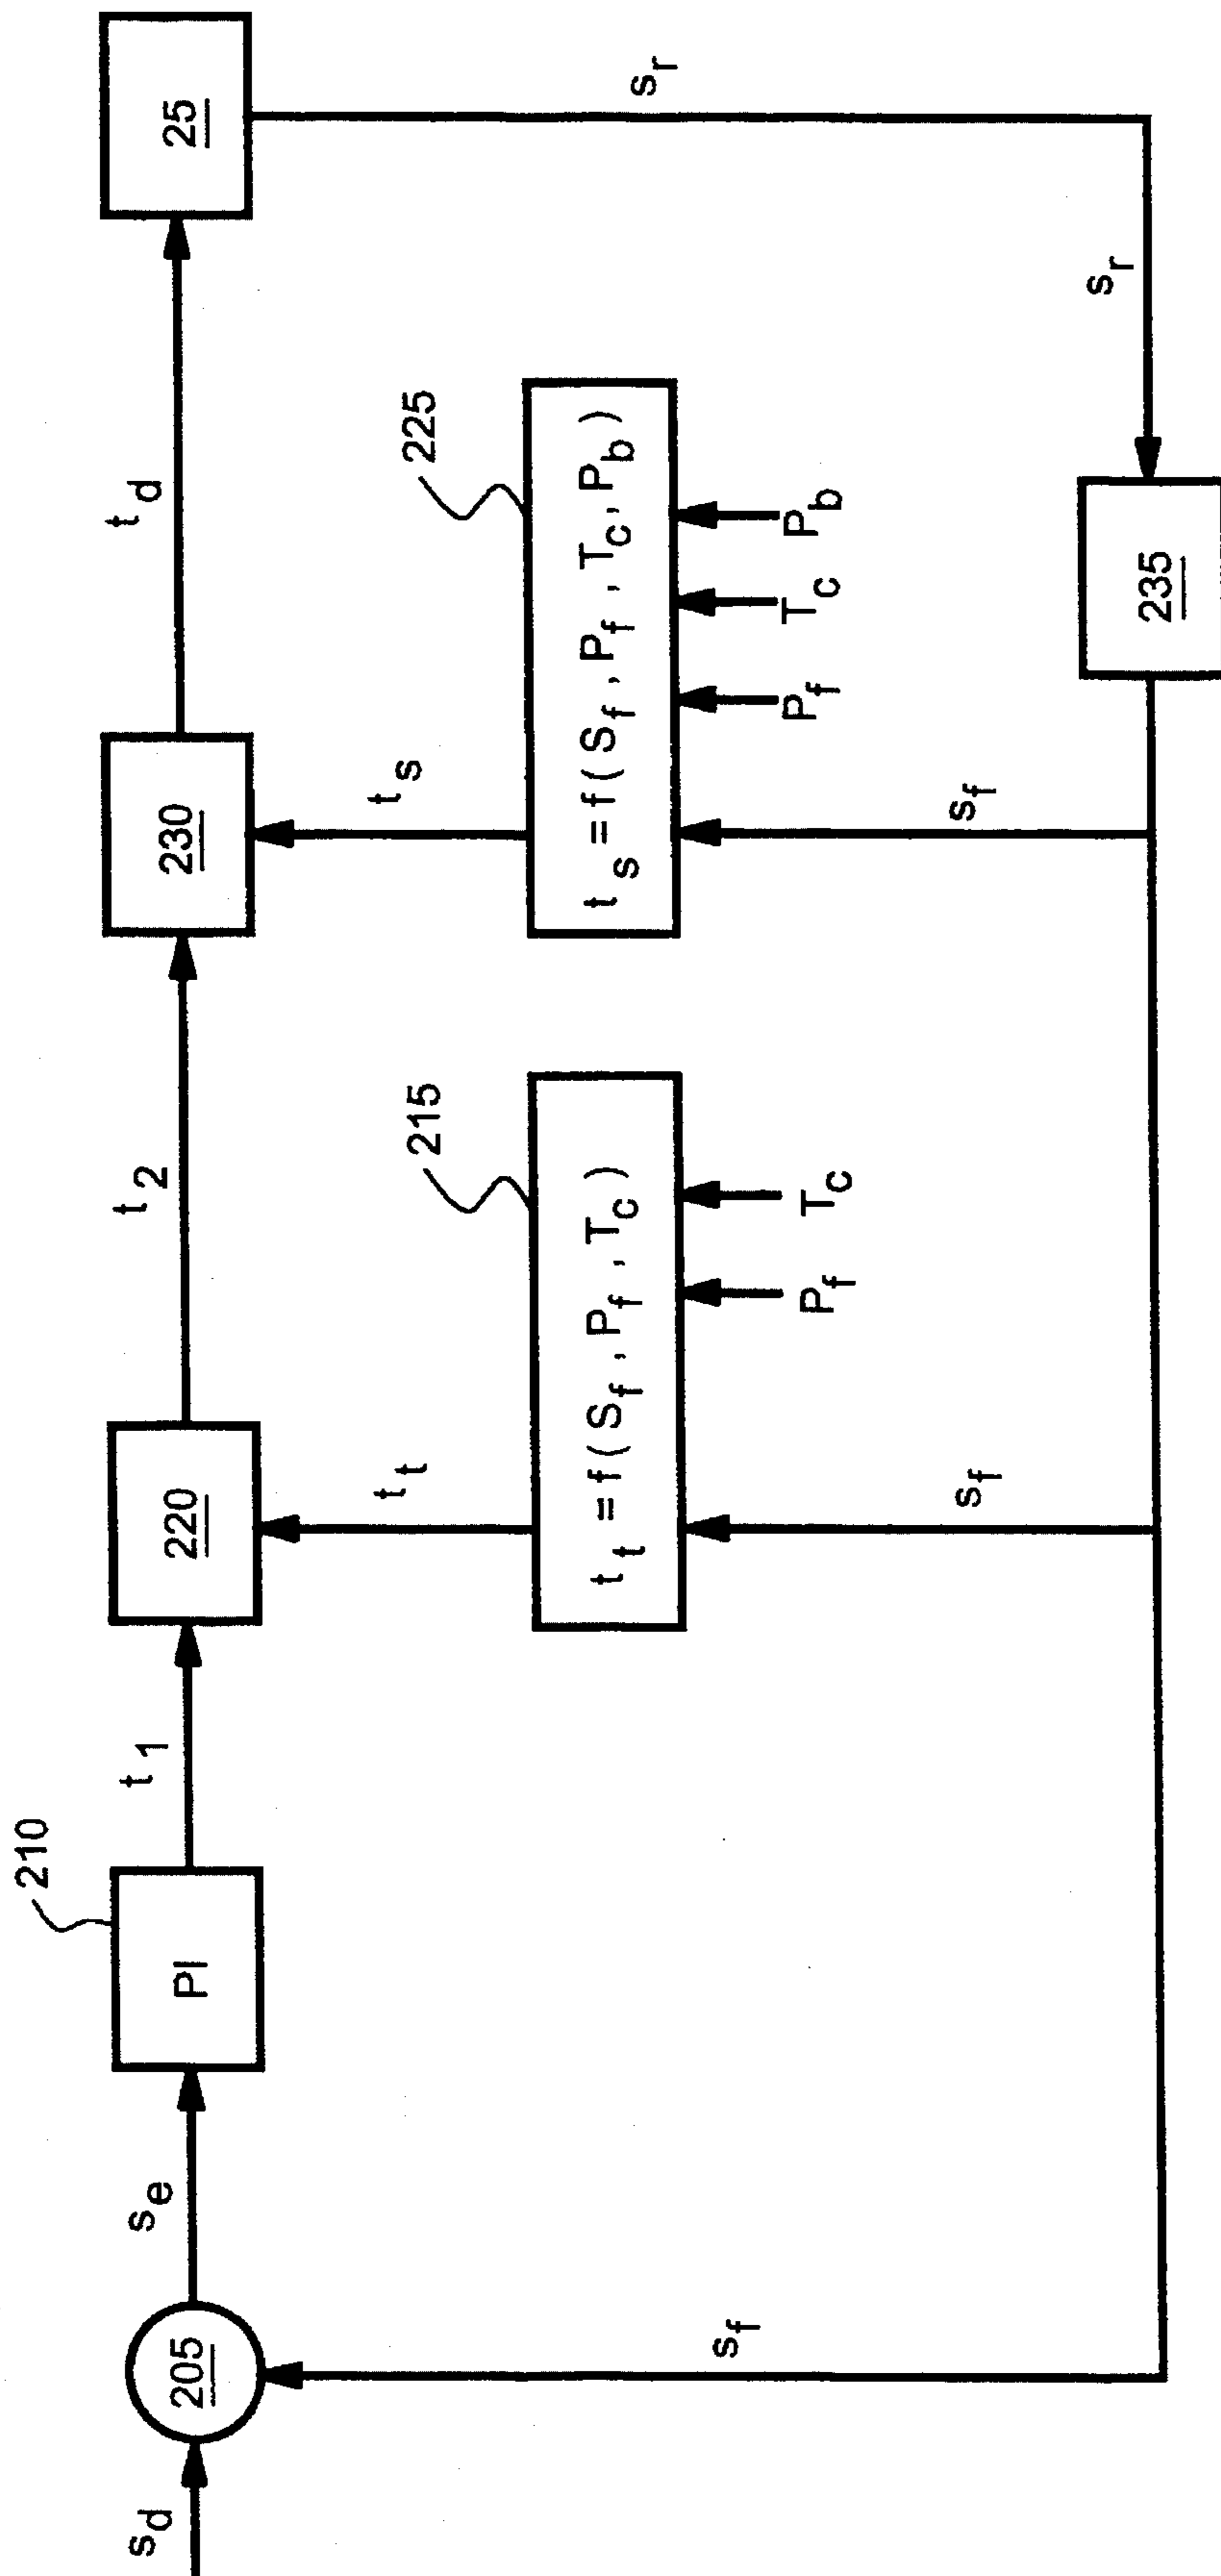 s_d
205
s_e
210
PI
t_1
220
t_2
230
t_d
25
s_r
t_t
215
t_t = f ( S_f , P_f , T_c )
P_f
T_c
t_s
225
t_s = f ( S_f , P_f , T_c , P_b )
P_f
T_c
P_b
s_f
s_f
s_f
235
s_r